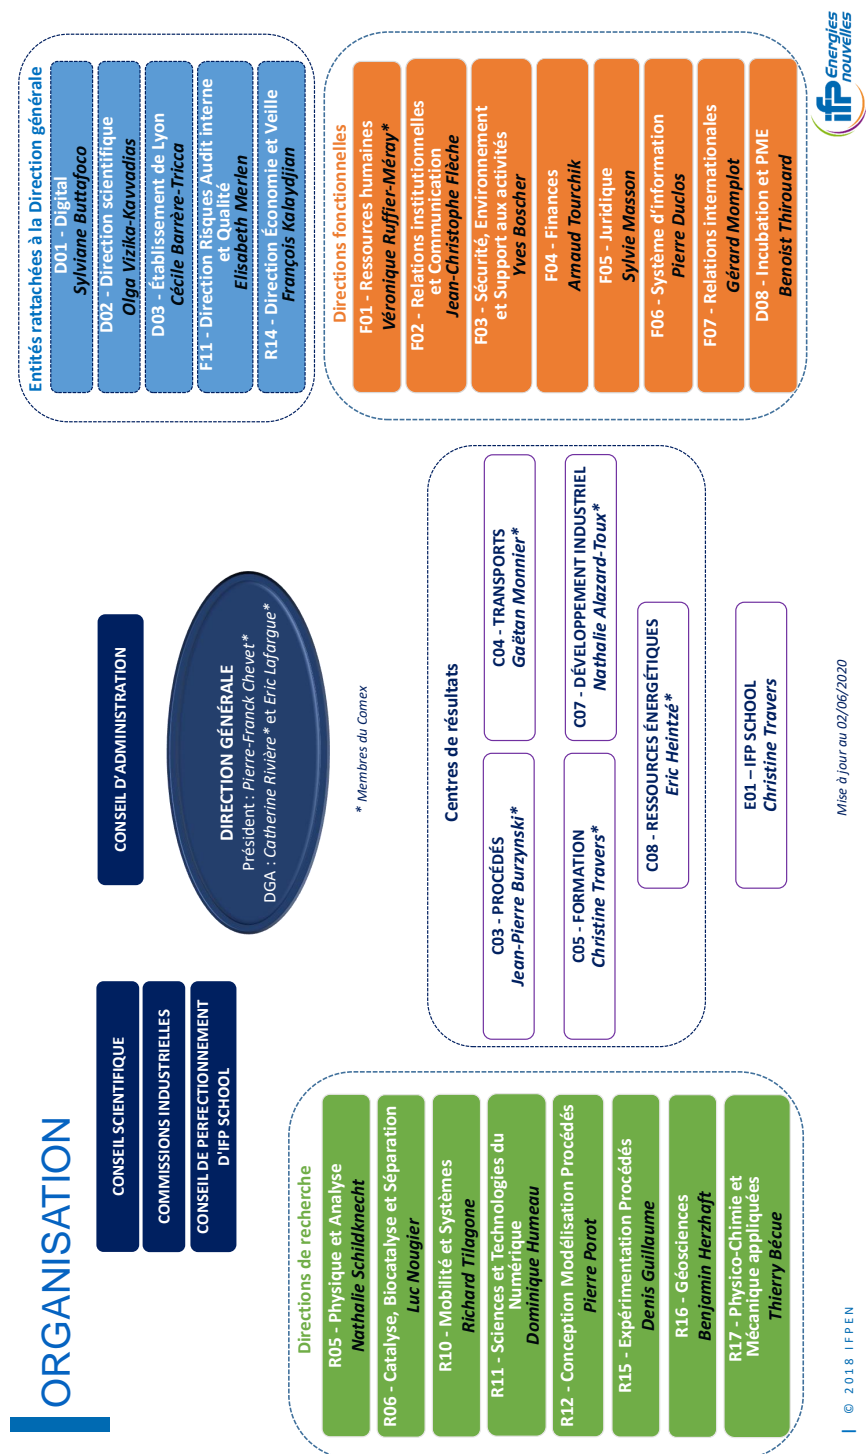 ORGANISATION
CONSEIL SCIENTIFIQUE
COMMISSIONS INDUSTRIELLES
CONSEIL DE PERFECTIONNEMENT
D'IFP SCHOOL
CONSEIL D'ADMINISTRATION
DIRECTION GÉNÉRALE
Président : Pierre-Franck Chevet*
DGA : Catherine Rivière* et Eric Lafargue*
* Membres du Comex
Entités rattachées à la Direction générale
D01 - Digital
Sylviane Buttafoco
D02 - Direction scientifique
Olga Vizika-Kavvadias
D03 - Établissement de Lyon
Cécile Barrère-Tricca
F11 - Direction Risques Audit interne
et Qualité
Elisabeth Merlen
R14 - Direction Économie et Veille
François Kalaydjian
Directions de recherche
R05 - Physique et Analyse
Nathalie Schildknecht
R06 - Catalyse, Biocatalyse et Séparation
Luc Nougier
R10 - Mobilité et Systèmes
Richard Tilagone
R11 - Sciences et Technologies du
Numérique
Dominique Humeau
R12 - Conception Modélisation Procédés
Pierre Porot
R15 - Expérimentation Procédés
Denis Guillaume
R16 - Géosciences
Benjamin Herzhaft
R17 - Physico-Chimie et
Mécanique appliquées
Thierry Bécue
Centres de résultats
C03 - PROCÉDÉS
Jean-Pierre Burzynski*
C04 - TRANSPORTS
Gaëtan Monnier*
C05 - FORMATION
Christine Travers*
C07 - DÉVELOPPEMENT INDUSTRIEL
Nathalie Alazard-Toux*
C08 - RESSOURCES ÉNERGÉTIQUES
Eric Heintzé*
E01 – IFP SCHOOL
Christine Travers
Directions fonctionnelles
F01 - Ressources humaines
Véronique Ruffier-Méray*
F02 - Relations institutionnelles
et Communication
Jean-Christophe Flèche
F03 - Sécurité, Environnement
et Support aux activités
Yves Boscher
F04 - Finances
Arnaud Tourchik
F05 - Juridique
Sylvie Masson
F06 - Système d'information
Pierre Duclos
F07 - Relations internationales
Gérard Momplot
D08 - Incubation et PME
Benoist Thirouard
| © 2018 IFPEN
Mise à jour au 02/06/2020
ifp Energies
nouvelles